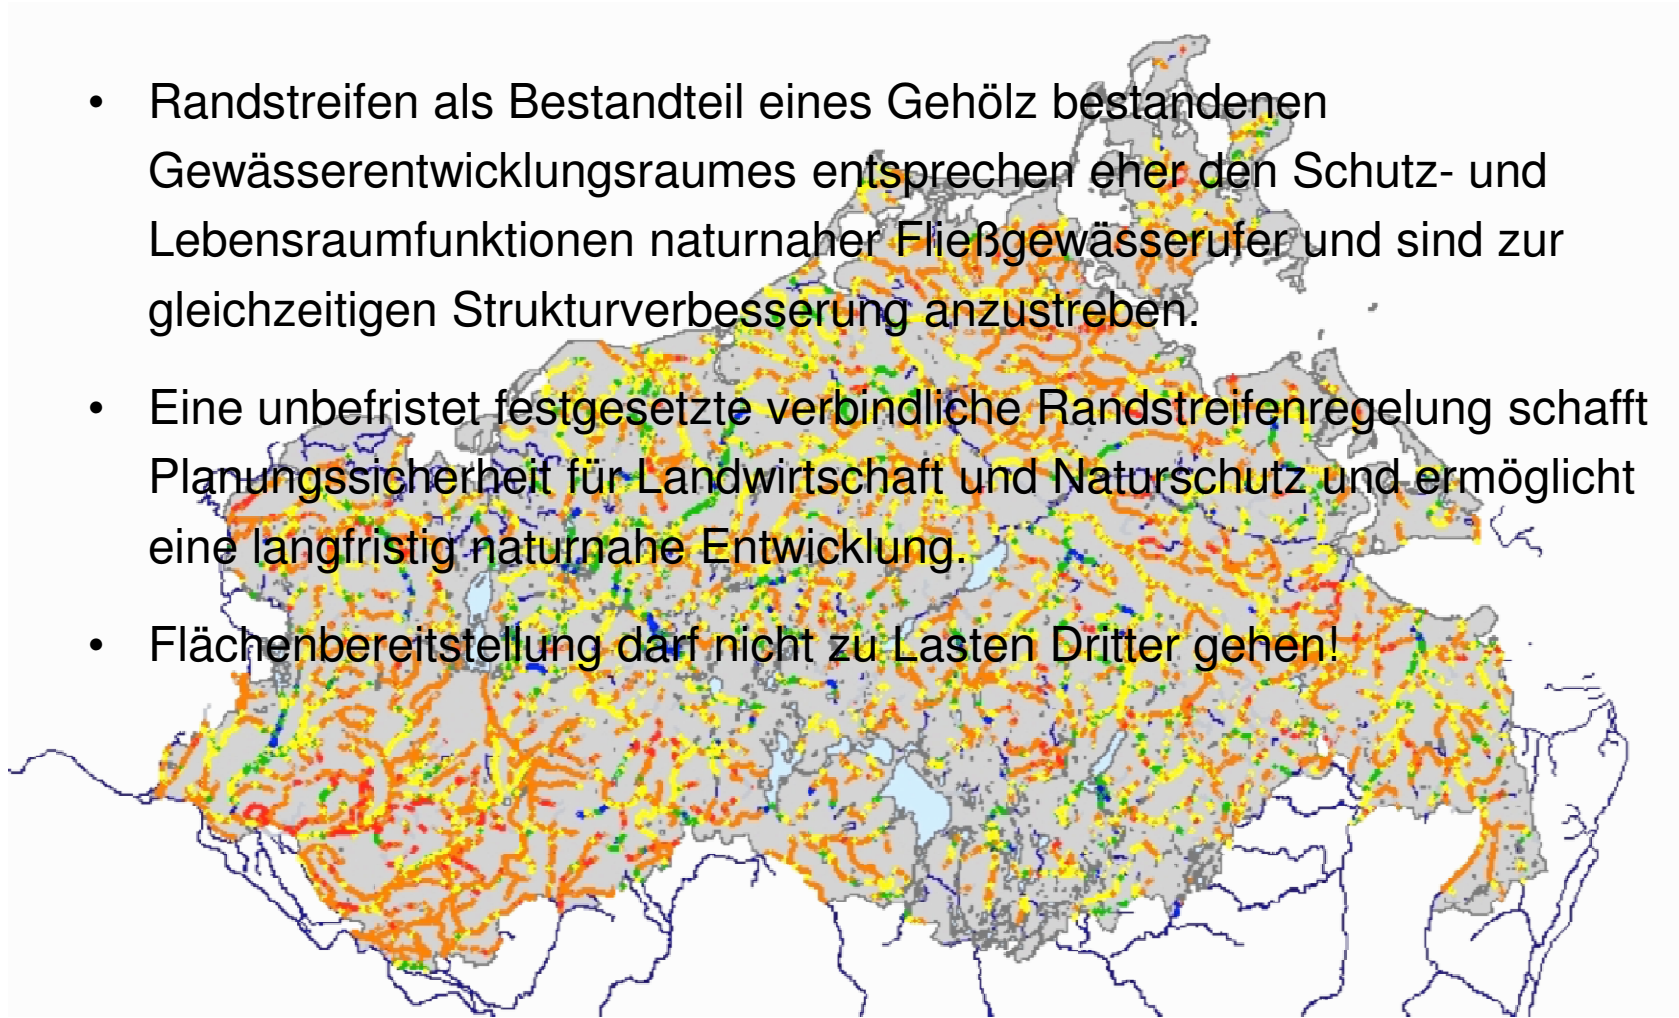 • Randstreifen als Bestandteil eines Gehölz bestandenen
Gewässerentwicklungsraumes entsprechen eher den Schutz- und
Lebensraumfunktionen naturnaher Fließgewässerufer und sind zur
gleichzeitigen Strukturverbesserung anzustreben.
• Eine unbefristet festgesetzte verbindliche Randstreifenregelung schafft
Planungssicherheit für Landwirtschaft und Naturschutz und ermöglicht
eine langfristig naturnahe Entwicklung.
• Flächenbereitstellung darf nicht zu Lasten Dritter gehen!